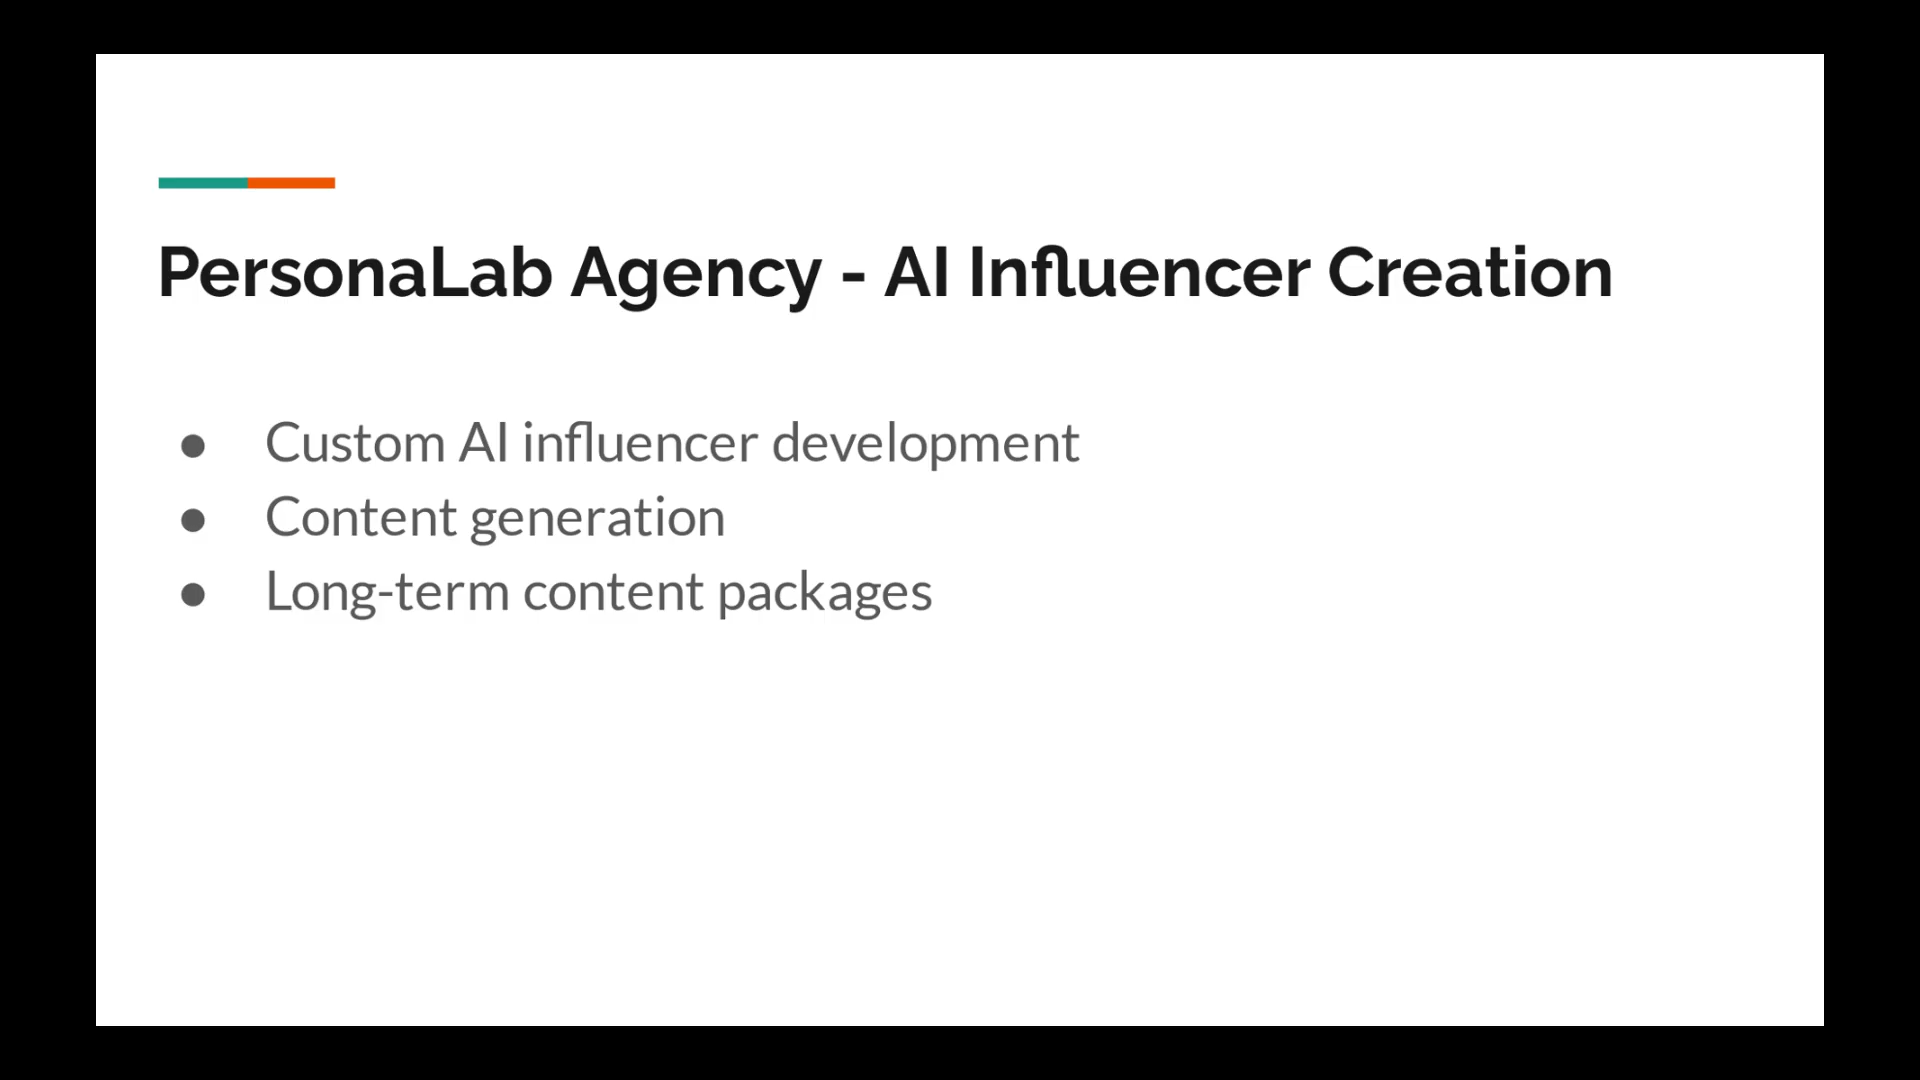 PersonaLab Agency - AI Influencer Creation
● Custom AI influencer development
● Content generation
● Long-term content packages